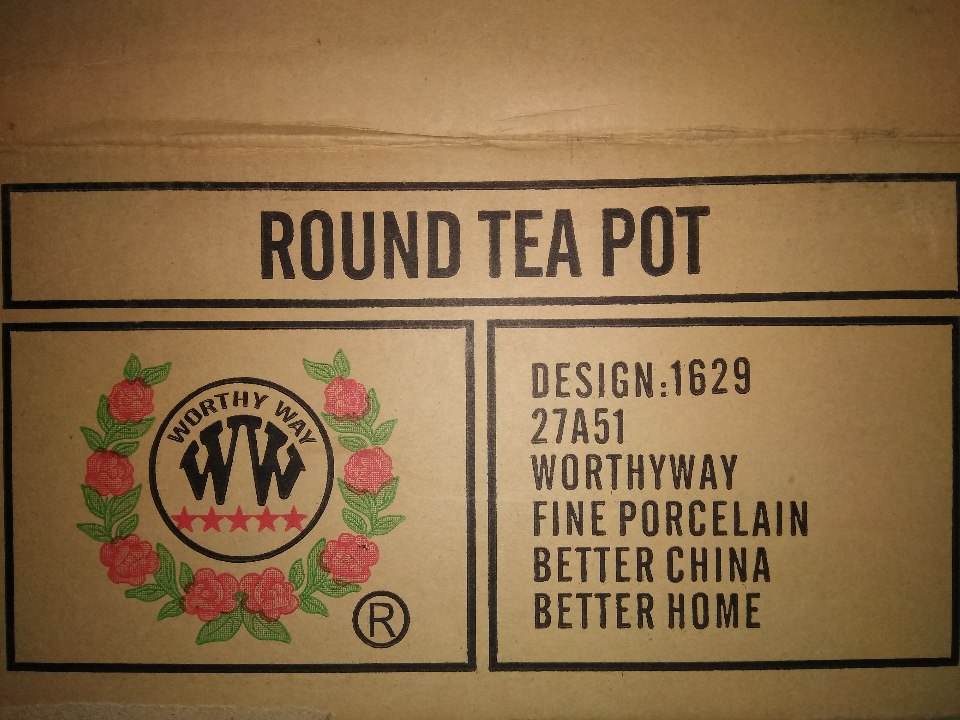 ROUND TEA POT
WORTHY WAY
WW
®
DESIGN:1629
27A51
WORTHYWAY
FINE PORCELAIN
BETTER CHINA
BETTER HOME